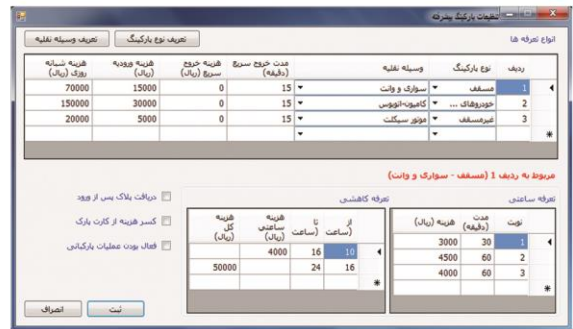 تنظیمات پارکینگ پیشرفته
انواع تعرفه ها
تعریف نوع پارکینگ
تعریف وسیله نقلیه
ردیف نوع پارکینگ وسیله نقلیه مدت خروج سریع (دقیقه) هزینه خروج سریع (ریال) هزینه ورودیه (ریال) هزینه شبانه روزی (ریال)
1 مسقف سواری و وانت 15 0 15000 70000
2 خودروهای ... کامیون-اتوبوس 15 0 30000 150000
3 غیرمسقف موتور سیکلت 15 0 5000 20000
مربوط به ردیف 1 (مسقف - سواری و وانت)
تعرفه ساعتی
نوبت مدت (دقیقه) هزینه (ریال)
1 30 3000
2 60 4500
3 60 4000
تعرفه کاهشی
از (ساعت) تا (ساعت) هزینه ساعتی (ریال) هزینه کل (ریال)
10 16 4000
16 24 50000
دریافت پلاک پس از ورود
کسر هزینه از کارت پارک
فعال بودن عملیات پارکبانی
ثبت
انصراف